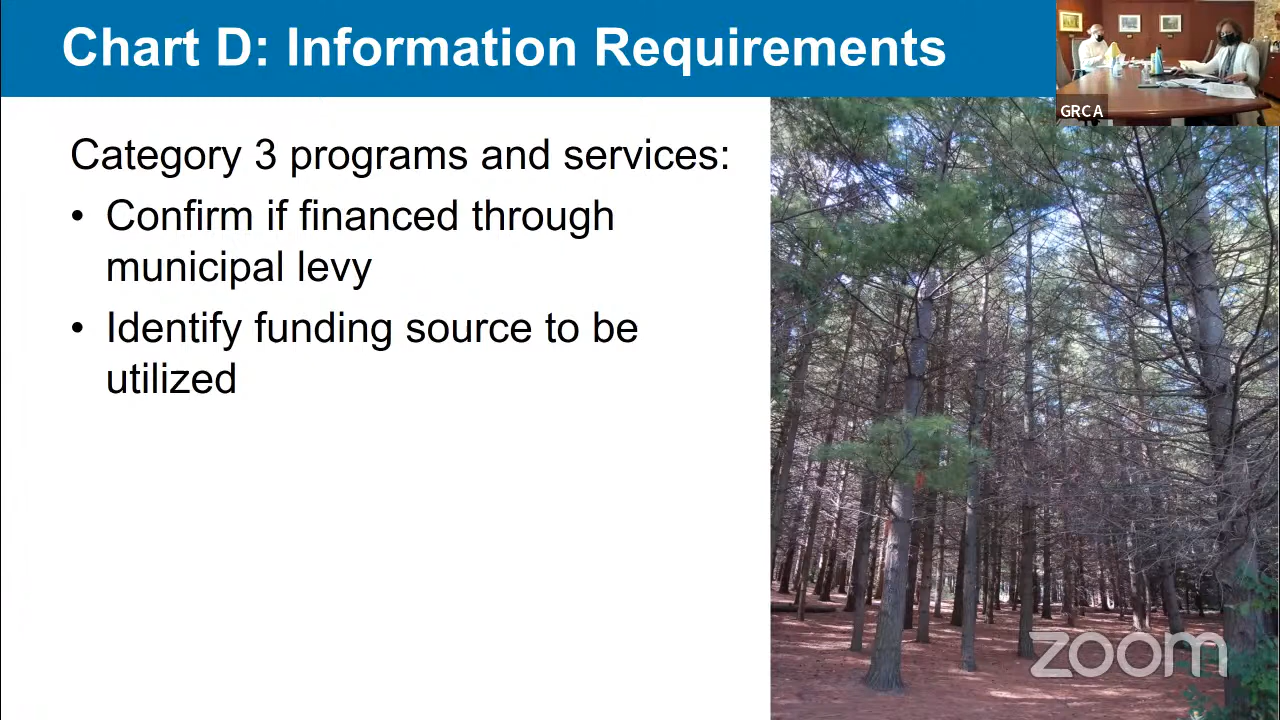 Chart D: Information Requirements
GRCA
Category 3 programs and services:
• Confirm if financed through
municipal levy
• Identify funding source to be
utilized
zoom